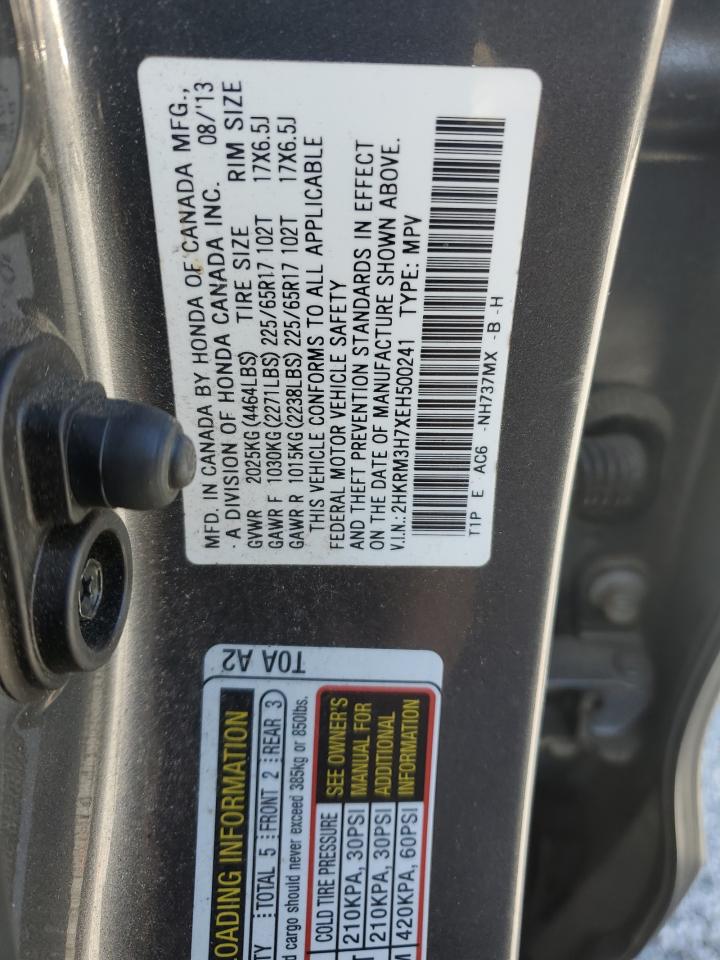 MFD. IN CANADA BY HONDA OF CANADA MFG.,
- A DIVISION OF HONDA CANADA INC. 08/'13
GVWR 2025KG(4464LBS) TIRE SIZE RIM SIZE
GAWR F 1030KG(2271LBS) 225/65R17 102T 17X6.5J
GAWR R 1015KG(2238LBS) 225/65R17 102T 17X6.5J
THIS VEHICLE CONFORMS TO ALL APPLICABLE
FEDERAL MOTOR VEHICLE SAFETY
AND THEFT PREVENTION STANDARDS IN EFFECT
ON THE DATE OF MANUFACTURE SHOWN ABOVE.
V.I.N.: 2HKRM3H7XEH500241 TYPE: MPV
T1P E AC6 -NH737MX -B -H
T0A A2
LOADING INFORMATION
TOTAL 5 FRONT 2 REAR 3
cargo should never exceed 385kg or 850lbs.
COLD TIRE PRESSURE SEE OWNER'S
210KPA, 30PSI MANUAL FOR
210KPA, 30PSI ADDITIONAL
420KPA, 60PSI INFORMATION